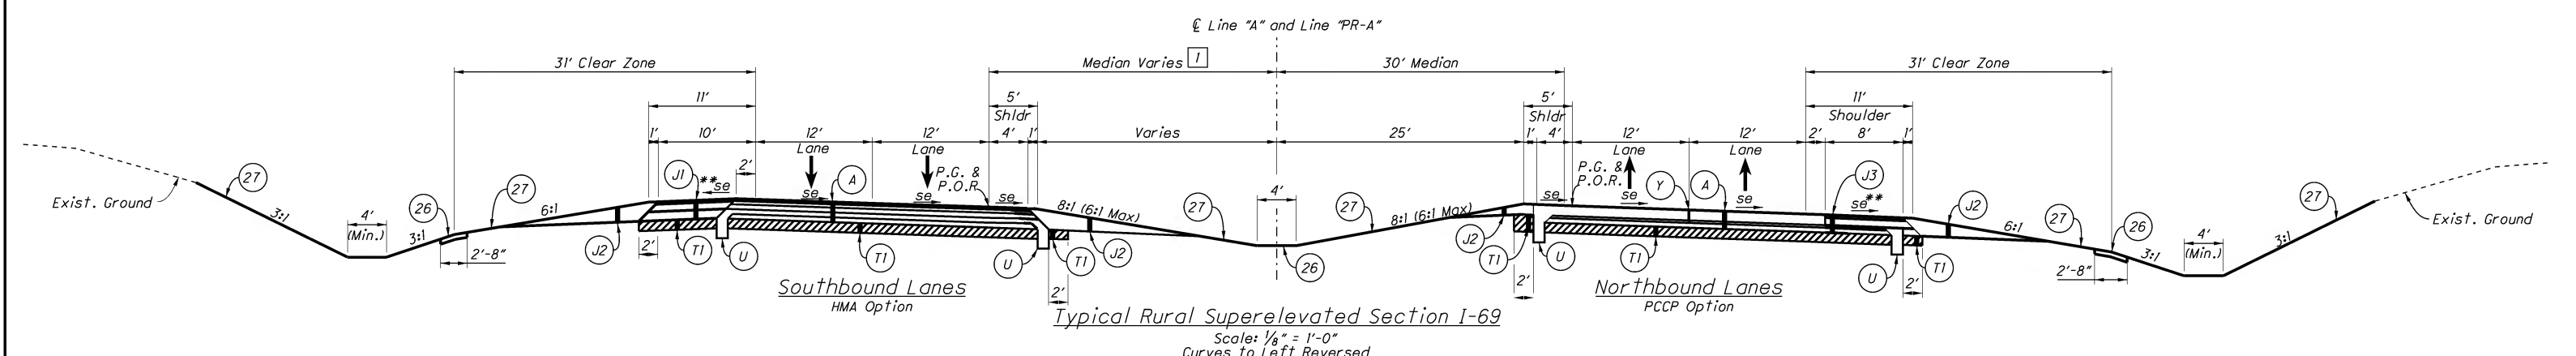 ℄ Line "A" and Line "PR-A"
31' Clear Zone
Median Varies 1
30' Median
31' Clear Zone
11'
5'
Shldr
5'
Shldr
11'
Shoulder
1' 10' 12' 12' 4' 1' Varies 25' 1' 4' 12' 12' 2' 8' 1'
Lane Lane Lane Lane
2'
P.G. &
P.O.R.
P.G. &
P.O.R.
Exist. Ground
27
3:1
4'
(Min.)
3:1
26
2'-8"
27
6:1
J2
J1
**se
2'
T1
U
se
A
se
T1
se
U
T1
2'
8:1 (6:1 Max)
J2
27
4'
26
27
8:1 (6:1 Max)
J2
T1
2'
U
se
se
T1
Y
A
se
J3
se**
U
T1
2'
J2
6:1
27
26
2'-8"
3:1
4'
(Min.)
3:1
27
Exist. Ground
Southbound Lanes
HMA Option
Northbound Lanes
PCCP Option
Typical Rural Superelevated Section I-69
Scale: 1/8" = 1'-0"
Curves to Left Reversed